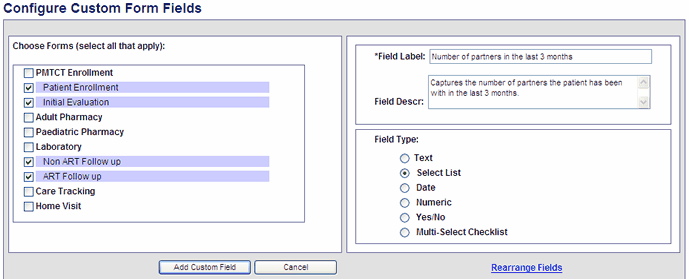 Configure Custom Form Fields
Choose Forms (select all that apply):
PMTCT Enrollment
Patient Enrollment
Initial Evaluation
Adult Pharmacy
Paediatric Pharmacy
Laboratory
Non ART Follow up
ART Follow up
Care Tracking
Home Visit
*Field Label: Number of partners in the last 3 months
Field Descr: Captures the number of partners the patient has been
with in the last 3 months.
Field Type:
Text
Select List
Date
Numeric
Yes/No
Multi-Select Checklist
Add Custom Field
Cancel
Rearrange Fields